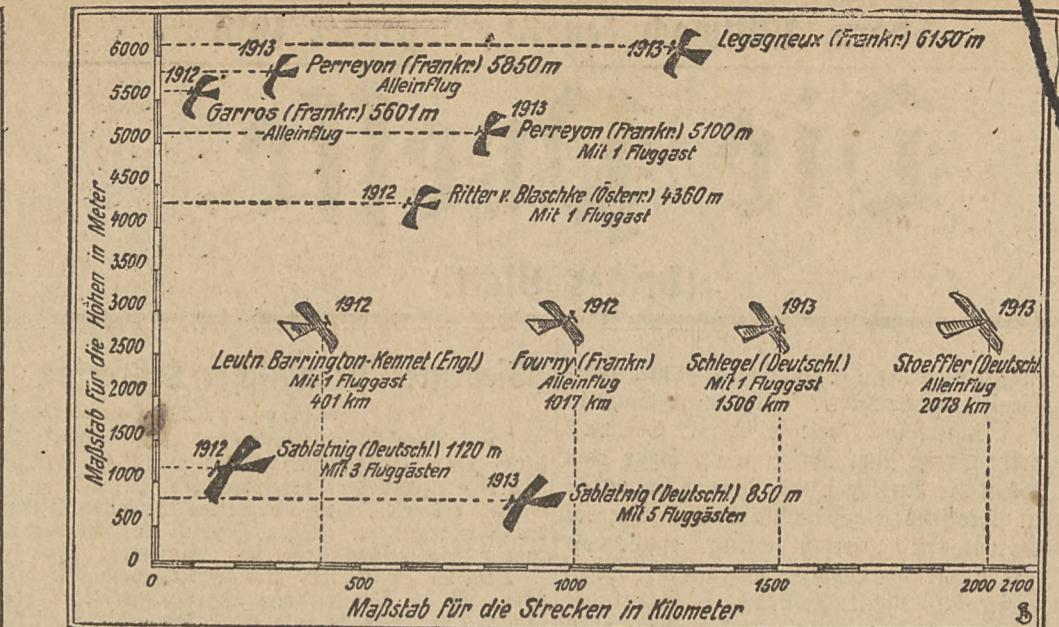 Maßstab für die Höhen in Meter
6000
5500
5000
4500
4000
3500
3000
2500
2000
1500
1000
500
0
1913
Legagneux (Frankr.) 6150 m
1913
Perreyon (Frankr.) 5850 m
Alleinflug
1912
Garros (Frankr.) 5601 m
Alleinflug
1913
Perreyon (Frankr.) 5100 m
Mit 1 Fluggast
1912
Ritter v. Blaschke (Österr.) 4360 m
Mit 1 Fluggast
1912
Leutn. Barrington-Kennet (Engl.)
Mit 1 Fluggast
401 km
1912
Fourny (Frankr.)
Alleinflug
1017 km
1913
Schlegel (Deutschl.)
Mit 1 Fluggast
1506 km
1913
Stoeffler (Deutschl.
Alleinflug
2078 km
1912
Sablatnig (Deutschl.) 1120 m
Mit 3 Fluggästen
1913
Sablatnig (Deutschl.) 850 m
Mit 5 Fluggästen
0 500 1000 1500 2000 2100
Maßstab für die Strecken in Kilometer